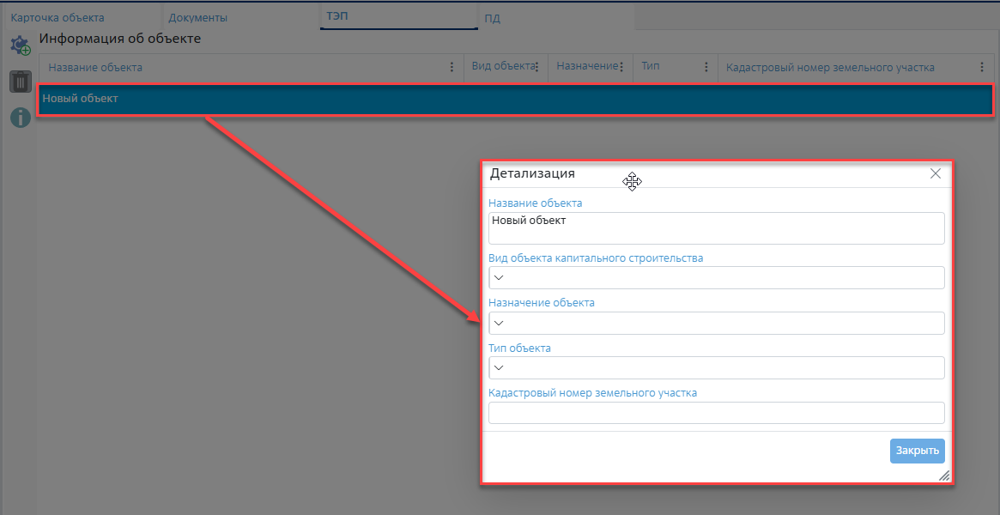 Карточка объекта Документы ТЭП ПД
Информация об объекте
Название объекта Вид объекта Назначение Тип Кадастровый номер земельного участка
Новый объект
Детализация
Название объекта
Новый объект
Вид объекта капитального строительства
Назначение объекта
Тип объекта
Кадастровый номер земельного участка
Закрыть